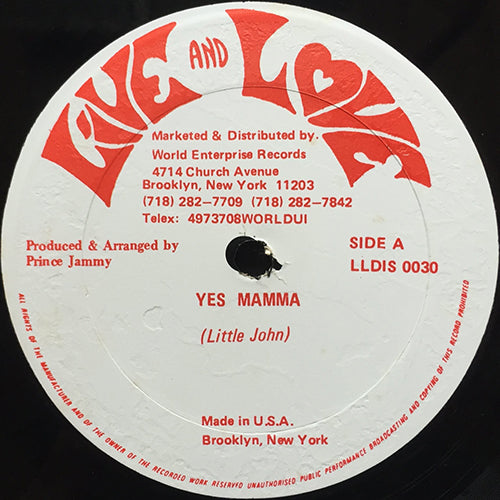 LIVE AND LOVE
Marketed & Distributed by.
World Enterprise Records
4714 Church Avenue
Brooklyn, New York 11203
(718) 282-7709 (718) 282-7842
Telex: 4973708WORLDUI
Produced & Arranged by
Prince Jammy
SIDE A
LLDIS 0030
YES MAMMA
(Little John)
Made in U.S.A.
Brooklyn, New York
ALL RIGHTS OF THE MANUFACTURER AND OF THE OWNER OF THE RECORDED WORK RESERVED UNAUTHORISED PUBLIC PERFORMANCE BROADCASTING AND COPYING OF THIS RECORD PROHIBITED